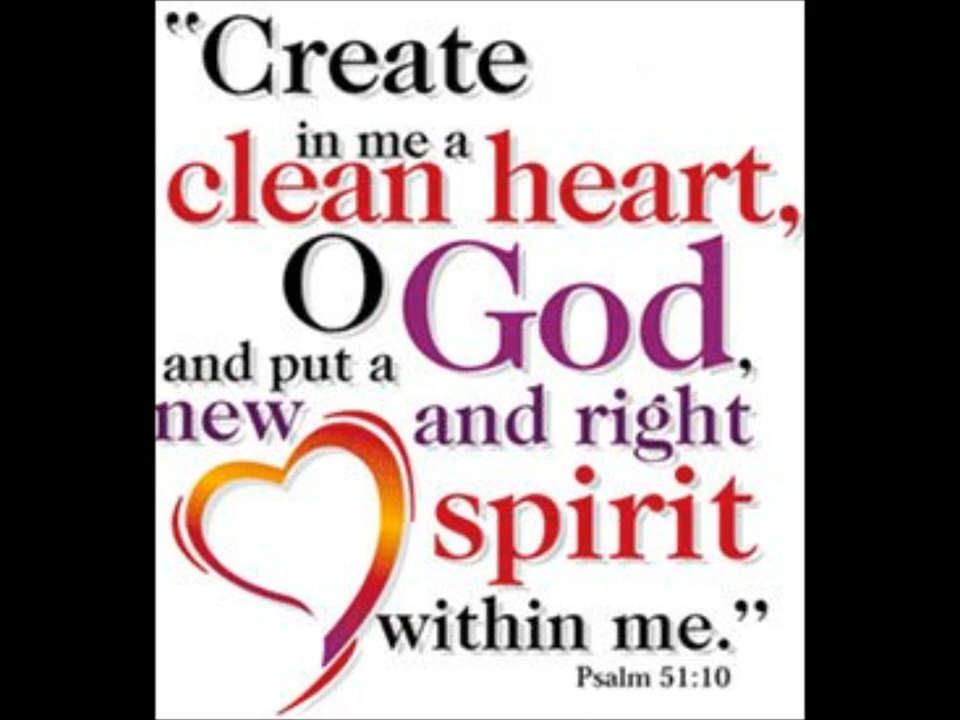 “Create
in me a
clean heart,
O God,
and put a
new and right
spirit
within me.”
Psalm 51:10